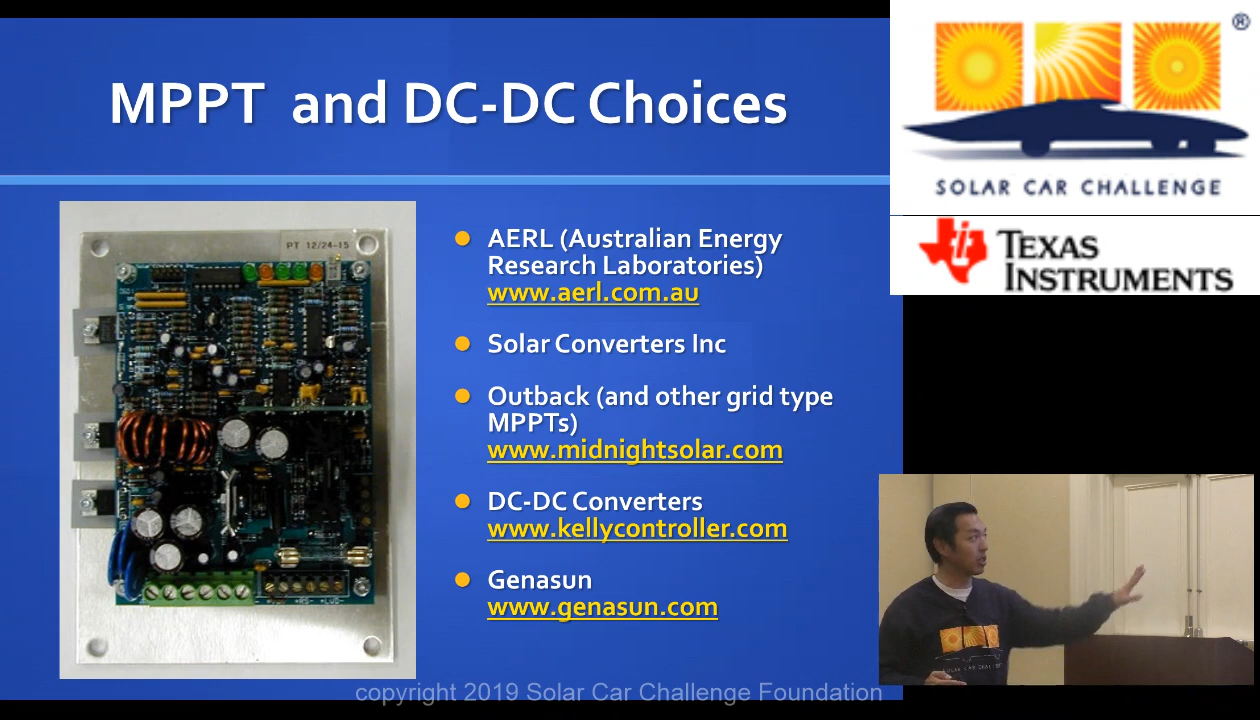 MPPT and DC-DC Choices
PT 12/24-15
AERL (Australian Energy
Research Laboratories)
www.aerl.com.au
Solar Converters Inc
Outback (and other grid type
MPPTs)
www.midnightsolar.com
DC-DC Converters
www.kellycontroller.com
Genasun
www.genasun.com
copyright 2019 Solar Car Challenge Foundation
®
SOLAR CAR CHALLENGE
TEXAS
INSTRUMENTS